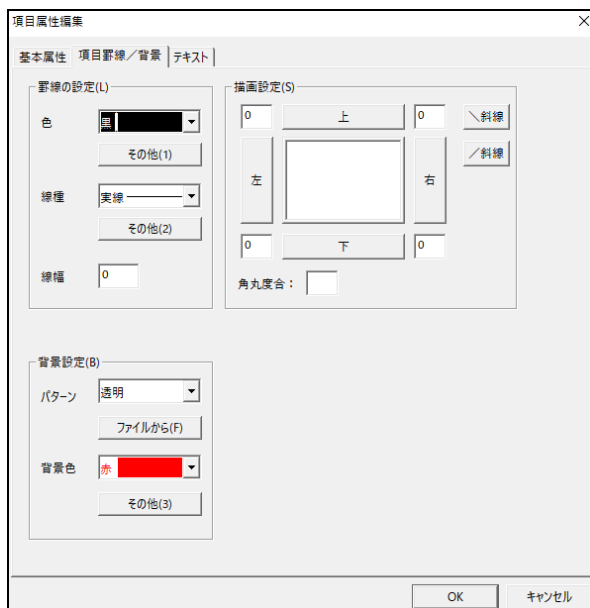 項目属性編集
基本属性 項目罫線／背景 テキスト
罫線の設定(L)
色 黒
その他(1)
線種 実線
その他(2)
線幅 0
描画設定(S)
0 上 0 ＼斜線
／斜線
左 右
0 下 0
角丸度合：
背景設定(B)
パターン 透明
ファイルから(F)
背景色 赤
その他(3)
OK キャンセル